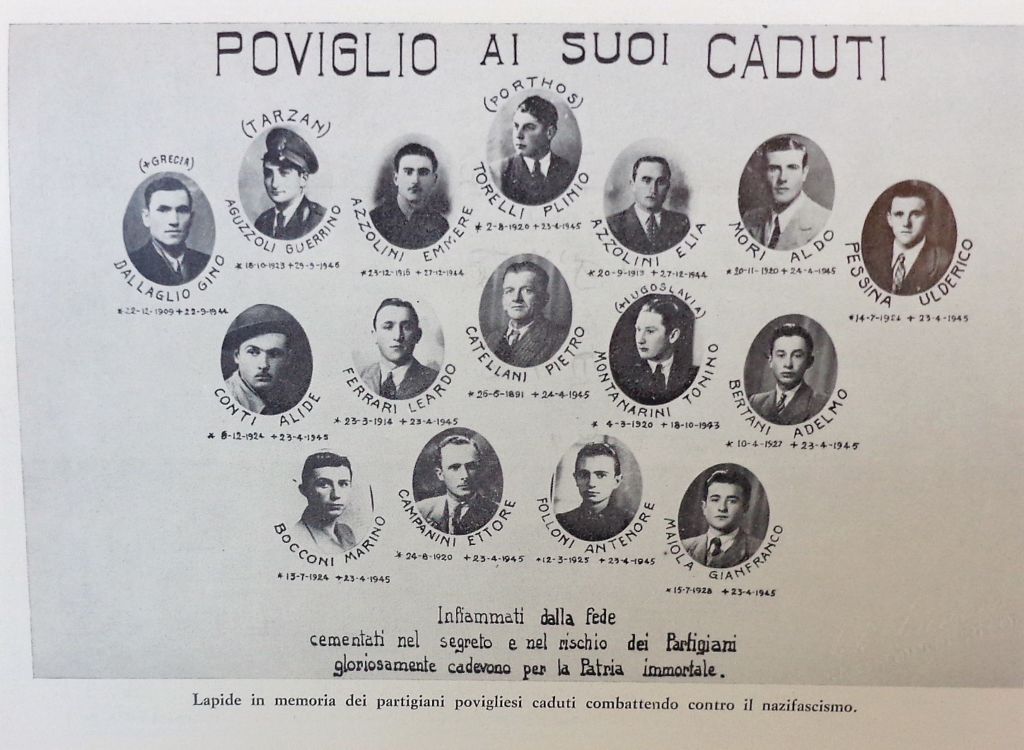 POVIGLIO AI SUOI CADUTI
(+GRECIA)
DALLAGLIO GINO
*22-12-1909 +22-9-1944
(TARZAN)
AGUZZOLI GUERRINO
*18-10-1923 +29-3-1945
AZZOLINI EMMERE
*23-12-1915 +27-12-1944
(PORTHOS)
TORELLI PLINIO
*2-8-1920 +23-4-1945
AZZOLINI ELIA
*20-9-1913 +27-12-1944
MORI ALDO
*20-11-1920 +24-4-1945
PESSINA ULDERICO
*14-7-1921 +23-4-1945
CONTI ALIDE
*8-12-1924 +23-4-1945
FERRARI LEARDO
*23-3-1914 +23-4-1945
CATELLANI PIETRO
*26-6-1891 +24-4-1945
(+IUGOSLAVIA)
MONTANARINI TONINO
*4-3-1920 +18-10-1943
BERTANI ADELMO
*10-4-1927 +23-4-1945
BOCCONI MARINO
*13-7-1924 +23-4-1945
CAMPANINI ETTORE
*24-8-1920 +23-4-1945
FOLLONI ANTENORE
+12-3-1925 +23-4-1945
MAIOLA GIANFRANCO
*15-7-1928 +23-4-1945
Infiammati dalla fede
cementati nel segreto e nel rischio dei Partigiani
gloriosamente cadevono per la Patria immortale.
Lapide in memoria dei partigiani povigliesi caduti combattendo contro il nazifascismo.